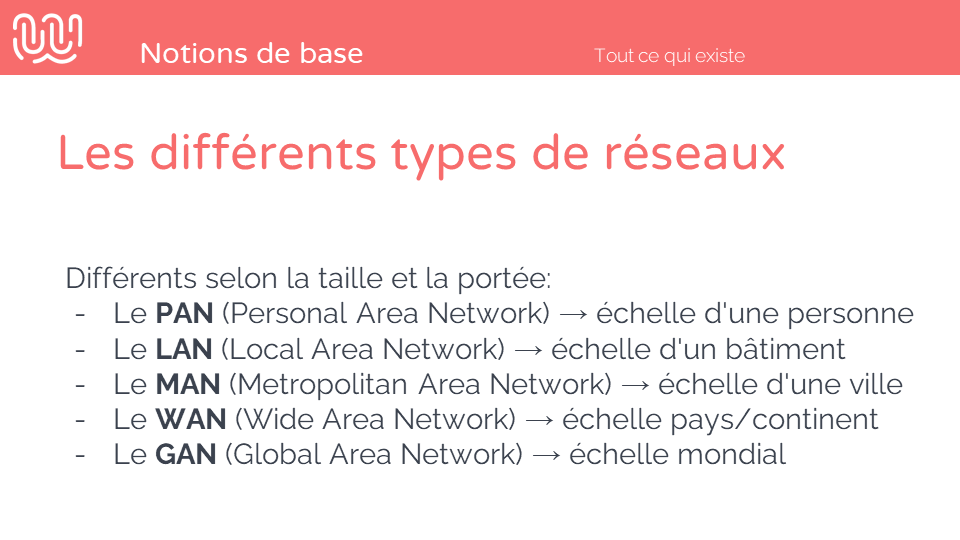 Notions de base
Tout ce qui existe
Les différents types de réseaux
Différents selon la taille et la portée:
- Le PAN (Personal Area Network) → échelle d'une personne
- Le LAN (Local Area Network) → échelle d'un bâtiment
- Le MAN (Metropolitan Area Network) → échelle d'une ville
- Le WAN (Wide Area Network) → échelle pays/continent
- Le GAN (Global Area Network) → échelle mondial